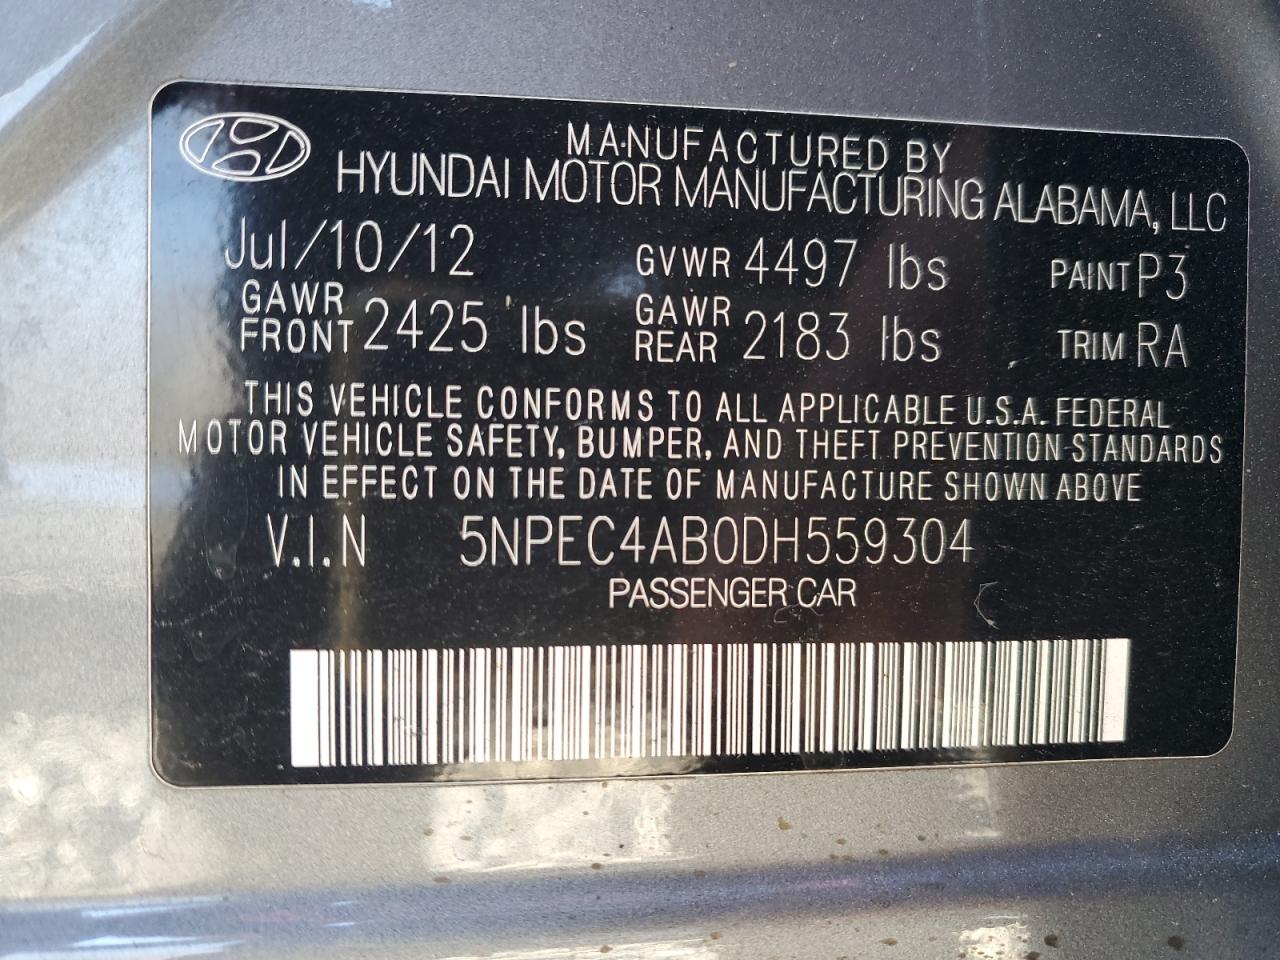 MANUFACTURED BY
HYUNDAI MOTOR MANUFACTURING ALABAMA, LLC
Jul/10/12 GVWR 4497 lbs PAINT P3
GAWR FRONT 2425 lbs GAWR REAR 2183 lbs TRIM RA
THIS VEHICLE CONFORMS TO ALL APPLICABLE U.S.A. FEDERAL
MOTOR VEHICLE SAFETY, BUMPER, AND THEFT PREVENTION STANDARDS
IN EFFECT ON THE DATE OF MANUFACTURE SHOWN ABOVE
V.I.N 5NPEC4AB0DH559304
PASSENGER CAR